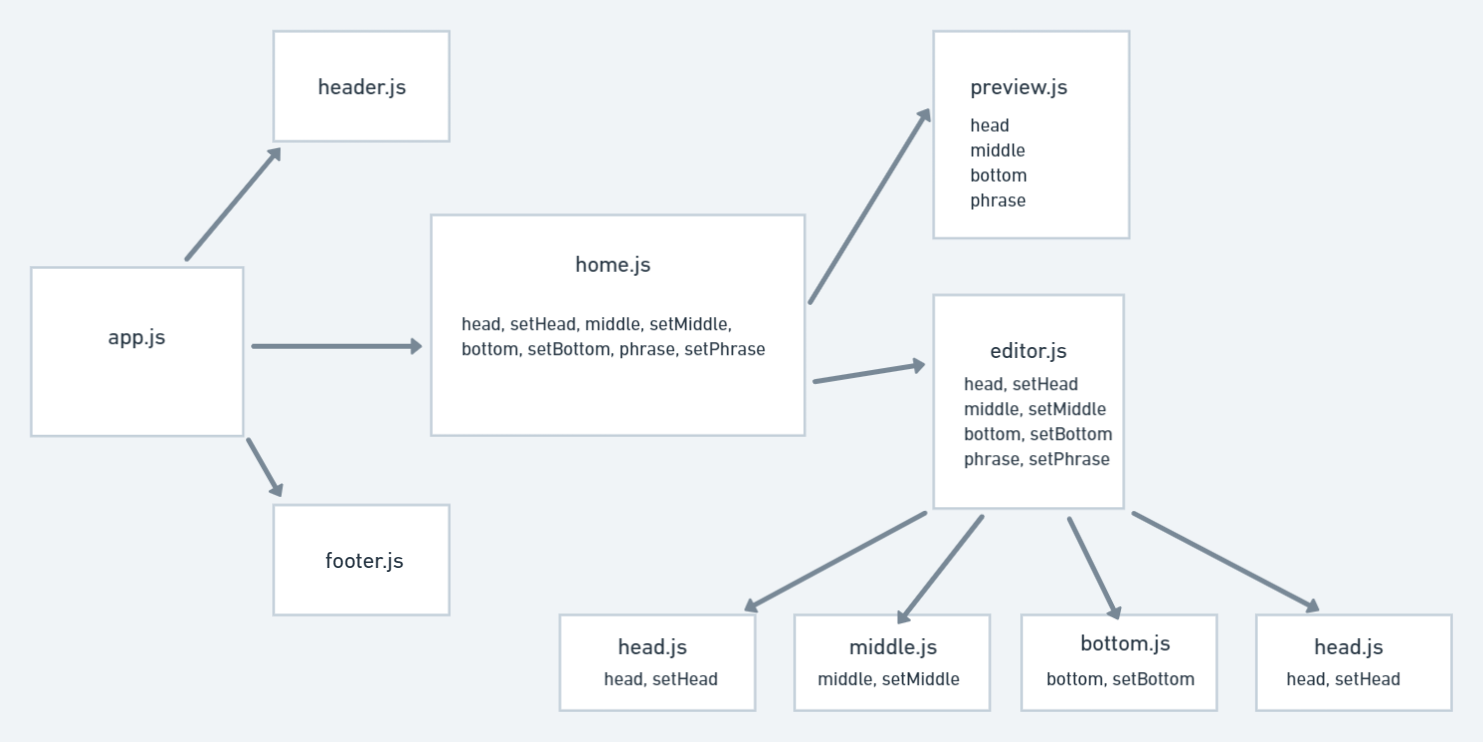 header.js
preview.js
head
middle
bottom
phrase
home.js
head, setHead, middle, setMiddle,
bottom, setBottom, phrase, setPhrase
app.js
editor.js
head, setHead
middle, setMiddle
bottom, setBottom
phrase, setPhrase
footer.js
head.js
head, setHead
middle.js
middle, setMiddle
bottom.js
bottom, setBottom
head.js
head, setHead